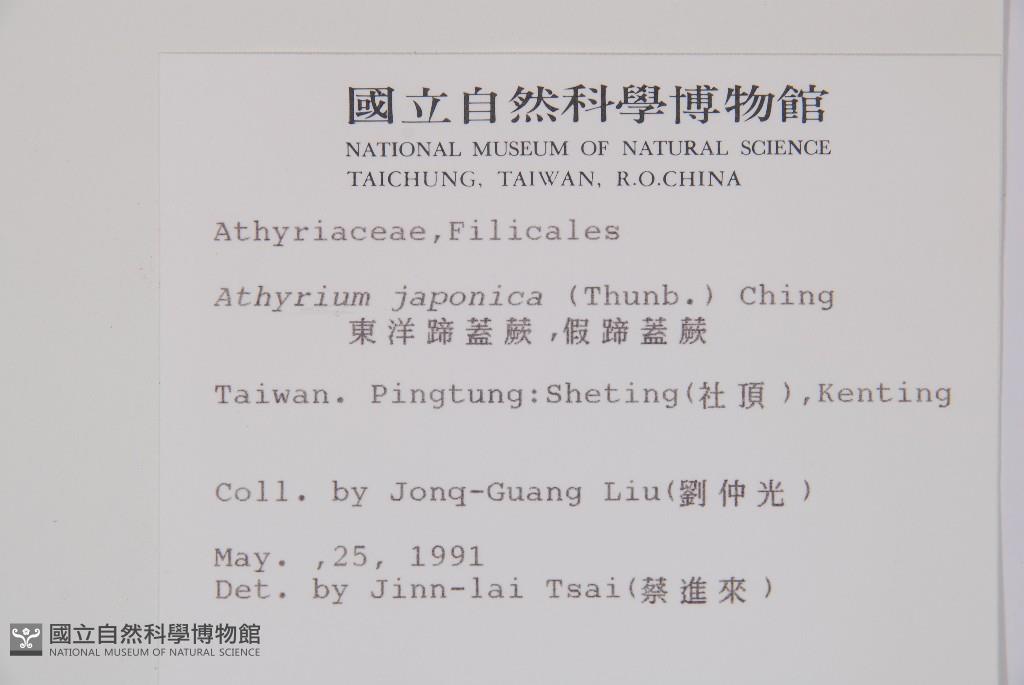 國立自然科學博物館
NATIONAL MUSEUM OF NATURAL SCIENCE
TAICHUNG, TAIWAN, R.O.CHINA
Athyriaceae,Filicales
Athyrium japonica (Thunb.) Ching
東洋蹄蓋蕨,假蹄蓋蕨
Taiwan. Pingtung:Sheting(社頂),Kenting
Coll. by Jonq-Guang Liu(劉仲光)
May. ,25, 1991
Det. by Jinn-lai Tsai(蔡進來)
國立自然科學博物館
NATIONAL MUSEUM OF NATURAL SCIENCE